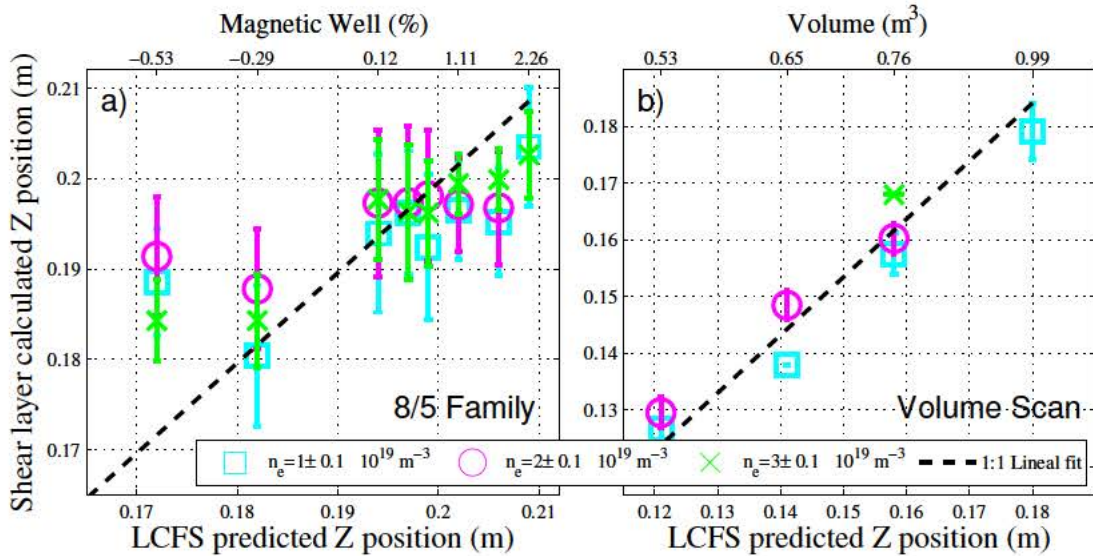 Magnetic Well (%)
−0.53 −0.29 0.12 1.11 2.26
Volume (m³)
0.53 0.65 0.76 0.99
Shear layer calculated Z position (m)
a)
0.21
0.2
0.19
0.18
0.17
8/5 Family
b)
0.18
0.17
0.16
0.15
0.14
0.13
Volume Scan
nₑ=1± 0.1 10¹⁹ m⁻³ nₑ=2± 0.1 10¹⁹ m⁻³ nₑ=3± 0.1 10¹⁹ m⁻³ 1:1 Lineal fit
0.17 0.18 0.19 0.2 0.21
LCFS predicted Z position (m)
0.12 0.13 0.14 0.15 0.16 0.17 0.18
LCFS predicted Z position (m)